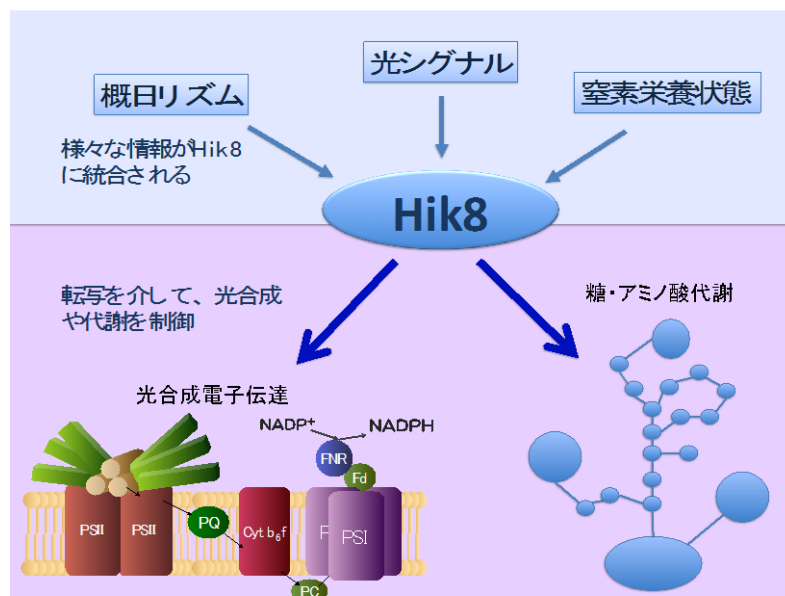 光シグナル
概日リズム
窒素栄養状態
様々な情報がHik8
に統合される
Hik8
転写を介して、光合成
や代謝を制御
糖・アミノ酸代謝
光合成電子伝達
NADP⁺
NADPH
FNR
Fd
PSII
PSII
PQ
Cyt b₆f
F
PSI
PC